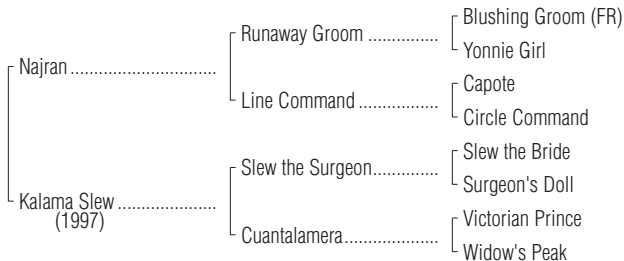 Blushing Groom (FR)
Runaway Groom ...............
Yonnie Girl
Najran ...............................
Capote
Line Command .................
Circle Command
Slew the Bride
Slew the Surgeon..............
Surgeon's Doll
Kalama Slew .....................
(1997)
Victorian Prince
Cuantalamera....................
Widow's Peak